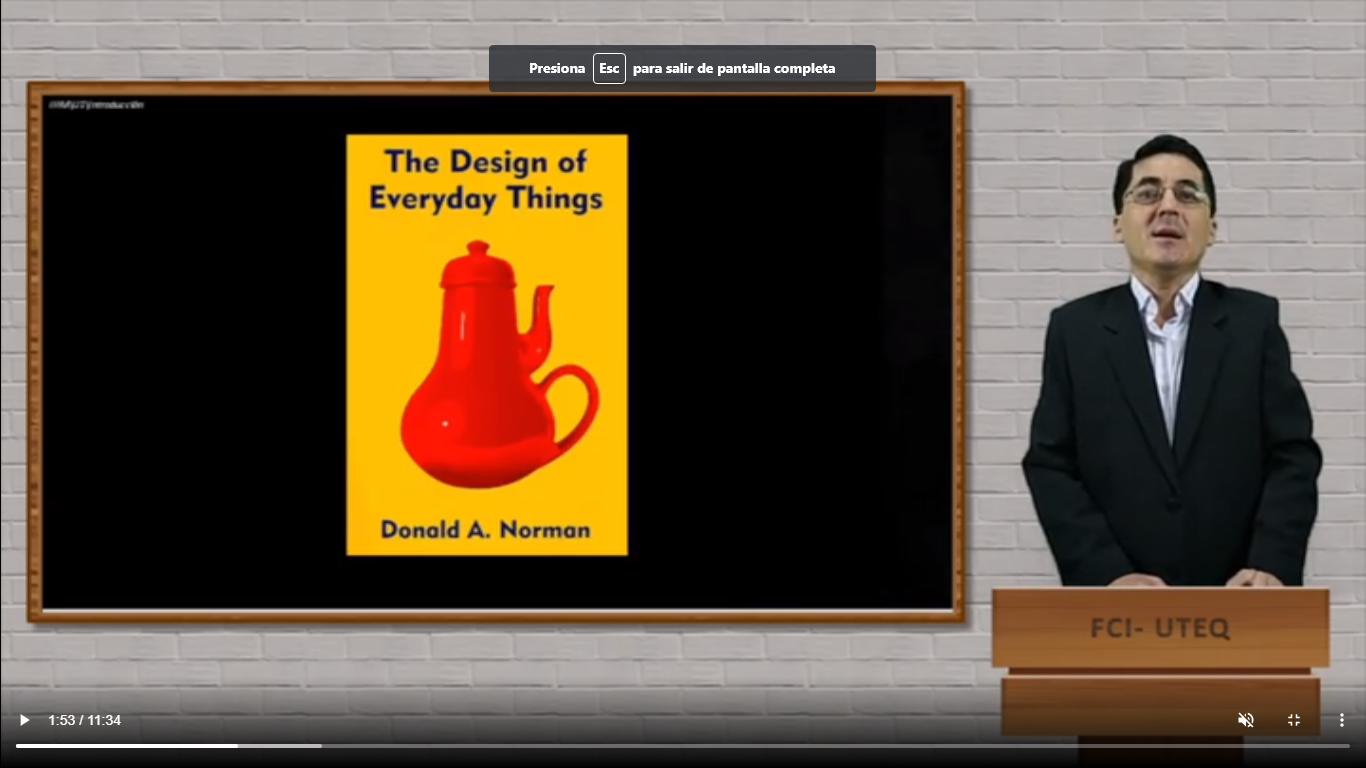 Presiona Esc para salir de pantalla completa
The Design of
Everyday Things
Donald A. Norman
FCI- UTEQ
1:53 / 11:34